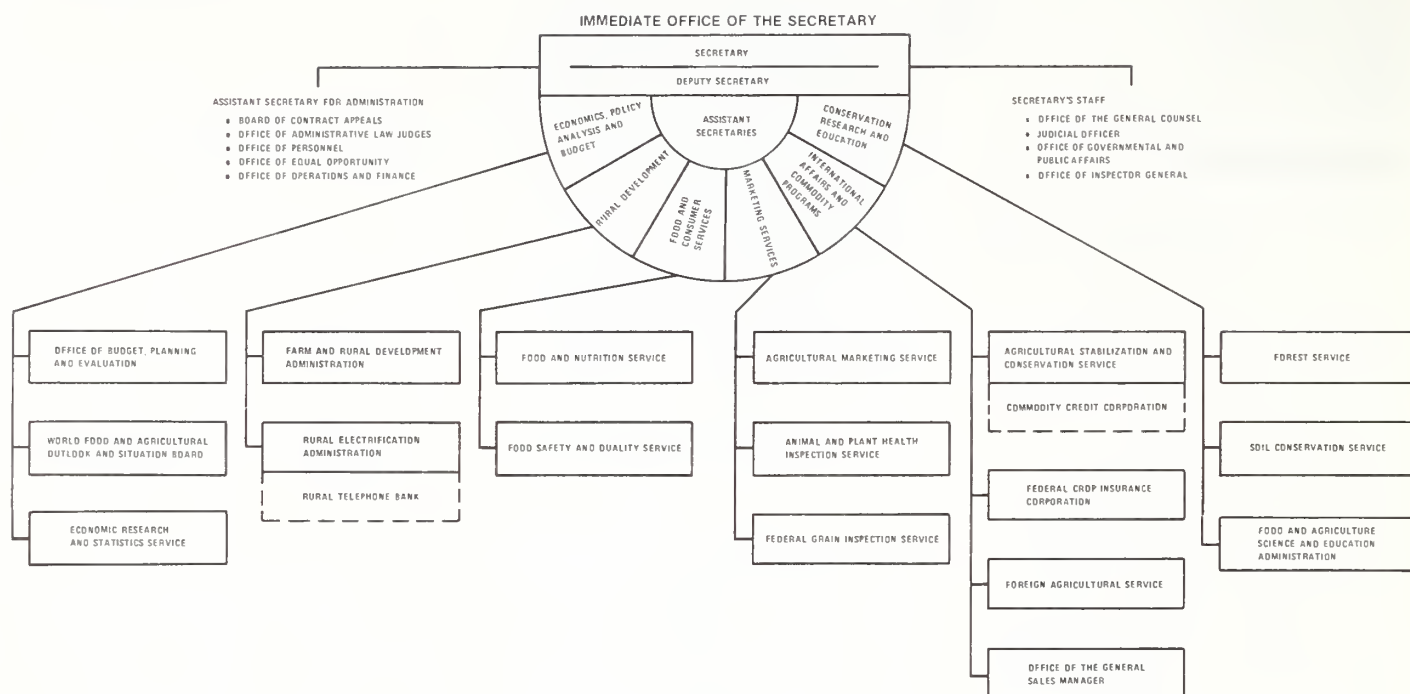 IMMEDIATE OFFICE OF THE SECRETARY
SECRETARY
DEPUTY SECRETARY
ASSISTANT
SECRETARIES
ECONOMICS, POLICY
ANALYSIS AND
BUDGET
RURAL DEVELOPMENT
FOOD AND
CONSUMER
SERVICES
MARKETING SERVICES
INTERNATIONAL
AFFAIRS AND
COMMODITY
PROGRAMS
CONSERVATION
RESEARCH AND
EDUCATION
ASSISTANT SECRETARY FOR ADMINISTRATION
• BOARD OF CONTRACT APPEALS
• OFFICE OF ADMINISTRATIVE LAW JUDGES
• OFFICE OF PERSONNEL
• OFFICE OF EQUAL OPPORTUNITY
• OFFICE OF OPERATIONS AND FINANCE
SECRETARY'S STAFF
• OFFICE OF THE GENERAL COUNSEL
• JUDICIAL OFFICER
• OFFICE OF GOVERNMENTAL AND
PUBLIC AFFAIRS
• OFFICE OF INSPECTOR GENERAL
OFFICE OF BUDGET, PLANNING
AND EVALUATION
WORLD FOOD AND AGRICULTURAL
OUTLOOK AND SITUATION BOARD
ECONOMIC RESEARCH
AND STATISTICS SERVICE
FARM AND RURAL DEVELOPMENT
ADMINISTRATION
RURAL ELECTRIFICATION
ADMINISTRATION
RURAL TELEPHONE BANK
FOOD AND NUTRITION SERVICE
FOOD SAFETY AND QUALITY SERVICE
AGRICULTURAL MARKETING SERVICE
ANIMAL AND PLANT HEALTH
INSPECTION SERVICE
FEDERAL GRAIN INSPECTION SERVICE
AGRICULTURAL STABILIZATION AND
CONSERVATION SERVICE
COMMODITY CREDIT CORPORATION
FEDERAL CROP INSURANCE
CORPORATION
FOREIGN AGRICULTURAL SERVICE
OFFICE OF THE GENERAL
SALES MANAGER
FOREST SERVICE
SOIL CONSERVATION SERVICE
FOOD AND AGRICULTURE
SCIENCE AND EDUCATION
ADMINISTRATION